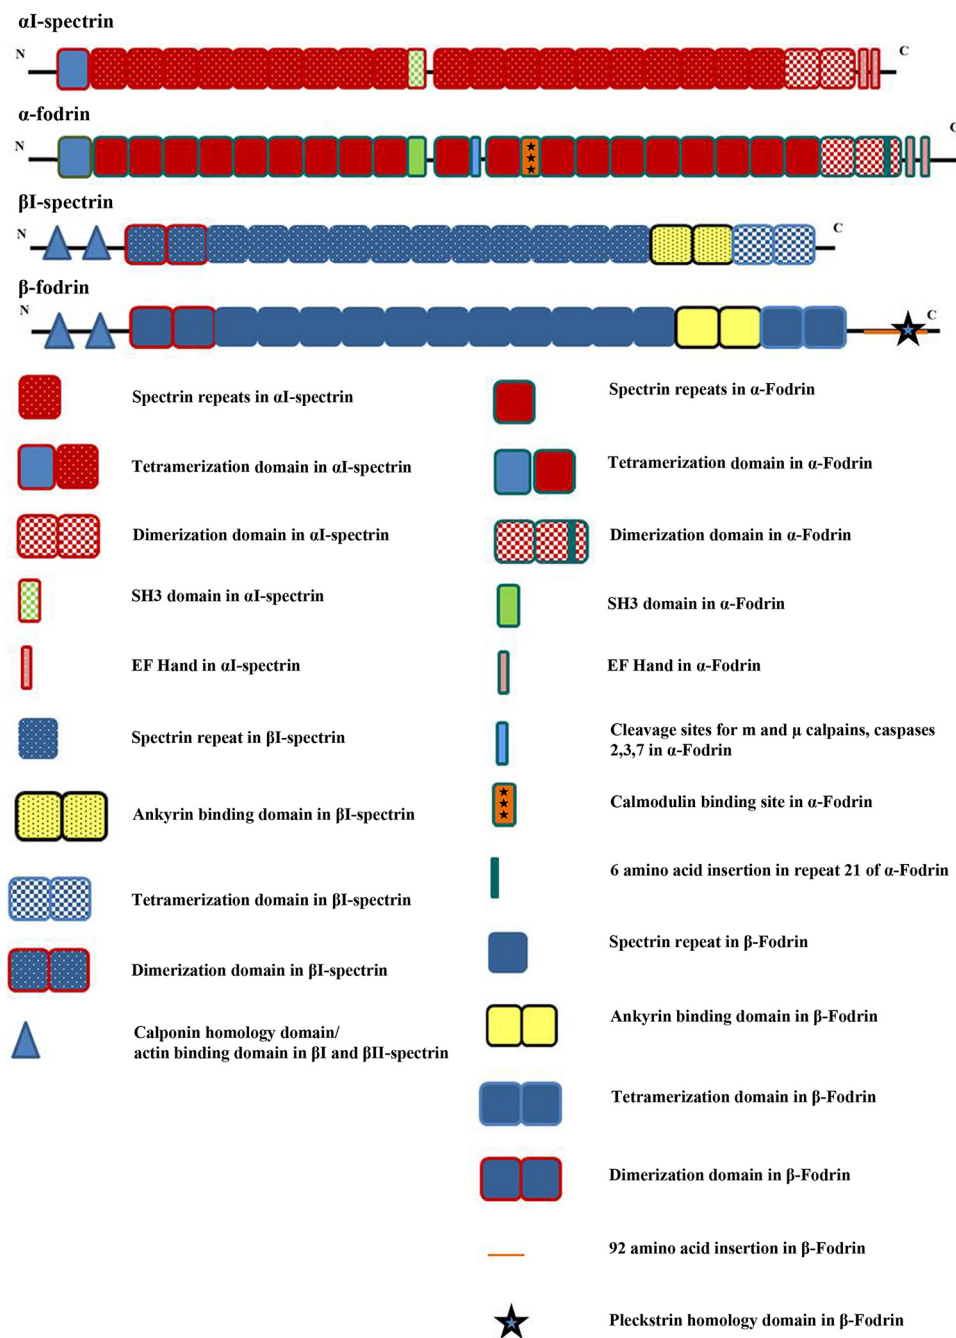 αI-spectrin
N
C
α-fodrin
N
C
βI-spectrin
N
C
β-fodrin
N
C
Spectrin repeats in αI-spectrin
Spectrin repeats in α-Fodrin
Tetramerization domain in αI-spectrin
Tetramerization domain in α-Fodrin
Dimerization domain in αI-spectrin
Dimerization domain in α-Fodrin
SH3 domain in αI-spectrin
SH3 domain in α-Fodrin
EF Hand in αI-spectrin
EF Hand in α-Fodrin
Spectrin repeat in βI-spectrin
Cleavage sites for m and μ calpains, caspases
2,3,7 in α-Fodrin
Ankyrin binding domain in βI-spectrin
Calmodulin binding site in α-Fodrin
Tetramerization domain in βI-spectrin
6 amino acid insertion in repeat 21 of α-Fodrin
Dimerization domain in βI-spectrin
Spectrin repeat in β-Fodrin
Calponin homology domain/
actin binding domain in βI and βII-spectrin
Ankyrin binding domain in β-Fodrin
Tetramerization domain in β-Fodrin
Dimerization domain in β-Fodrin
92 amino acid insertion in β-Fodrin
Pleckstrin homology domain in β-Fodrin